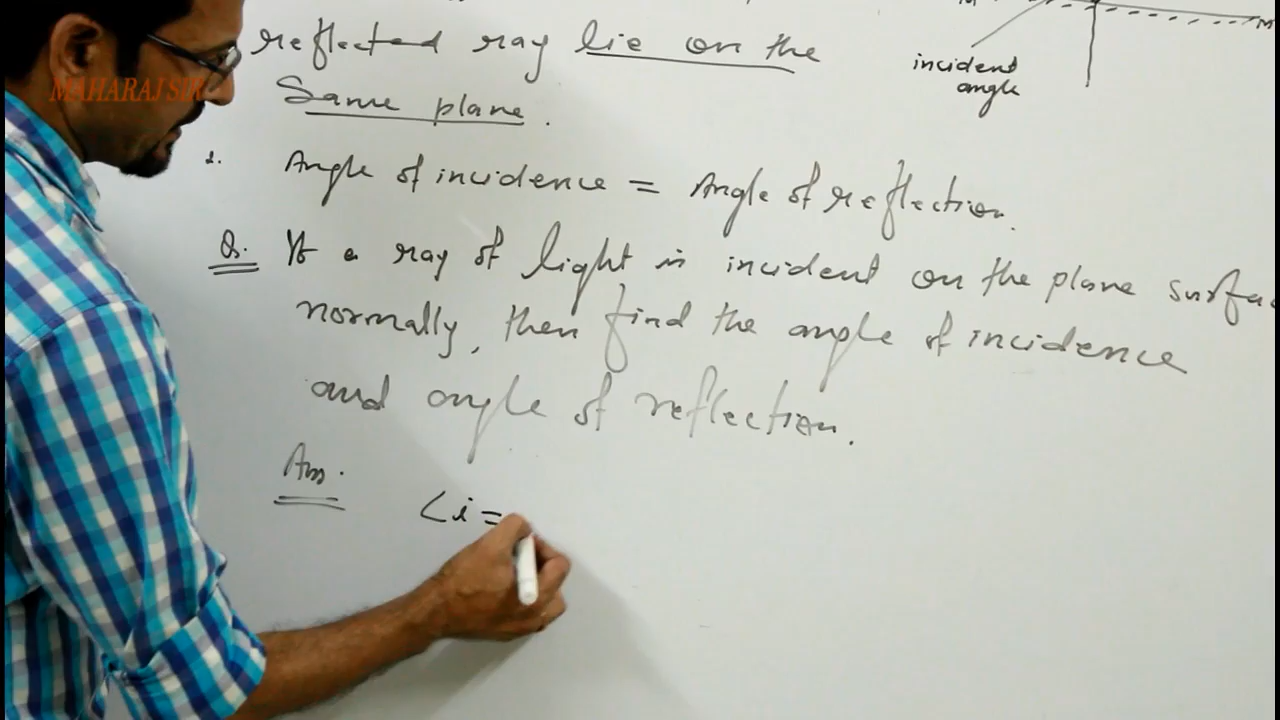 reflected ray lie on the
Same plane.
incident
angle
MAHARAJ SIR
2. Angle of incidence = Angle of reflection.
Q. If a ray of light is incident on the plane surfac
normally, then find the angle of incidence
and angle of reflection.
Ans.
∠i =